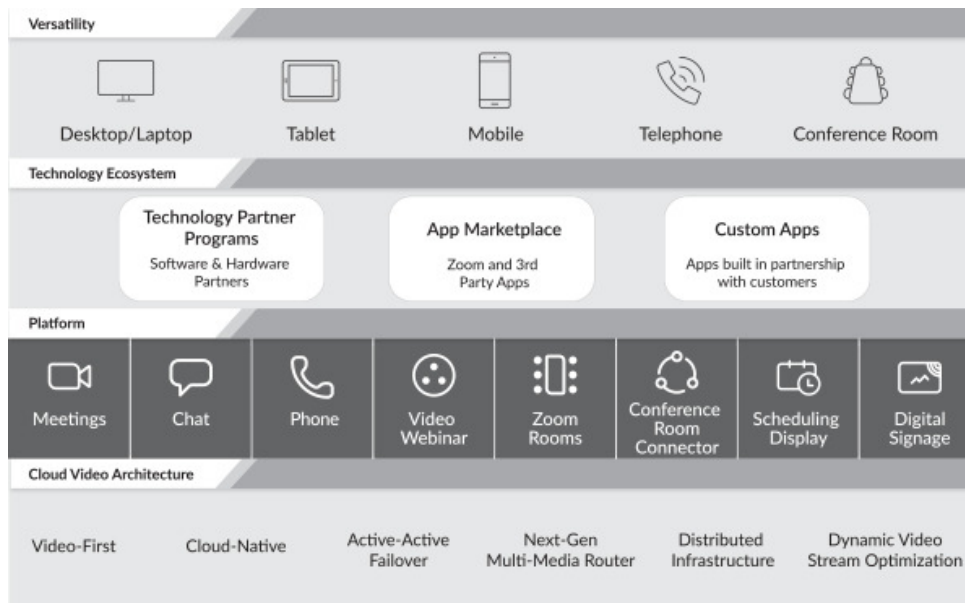 Versatility
Desktop/Laptop
Tablet
Mobile
Telephone
Conference Room
Technology Ecosystem
Technology Partner
Programs
Software & Hardware
Partners
App Marketplace
Zoom and 3rd
Party Apps
Custom Apps
Apps built in partnership
with customers
Platform
Meetings
Chat
Phone
Video
Webinar
Zoom
Rooms
Conference
Room
Connector
Scheduling
Display
Digital
Signage
Cloud Video Architecture
Video-First
Cloud-Native
Active-Active
Failover
Next-Gen
Multi-Media Router
Distributed
Infrastructure
Dynamic Video
Stream Optimization